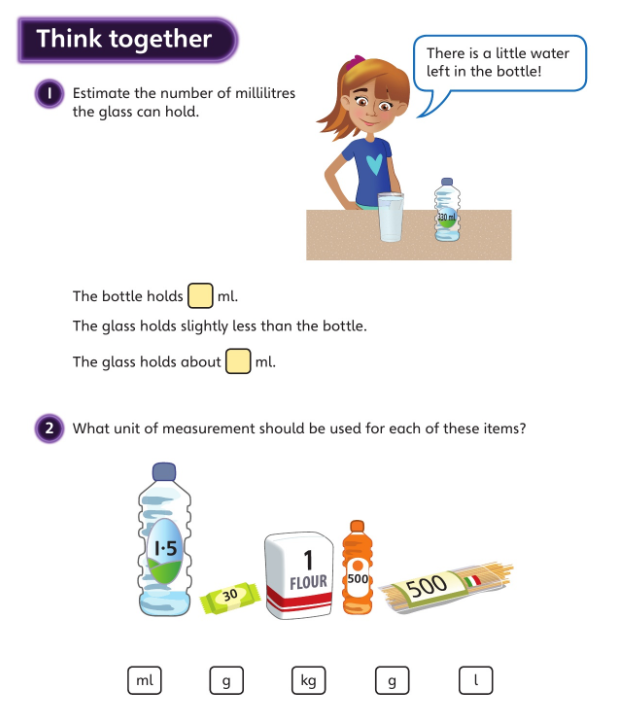 Think together
There is a little water
left in the bottle!
1 Estimate the number of millilitres
the glass can hold.
330 ml
The bottle holds ml.
The glass holds slightly less than the bottle.
The glass holds about ml.
2 What unit of measurement should be used for each of these items?
1·5
30
1
FLOUR
500
500
ml g kg g l